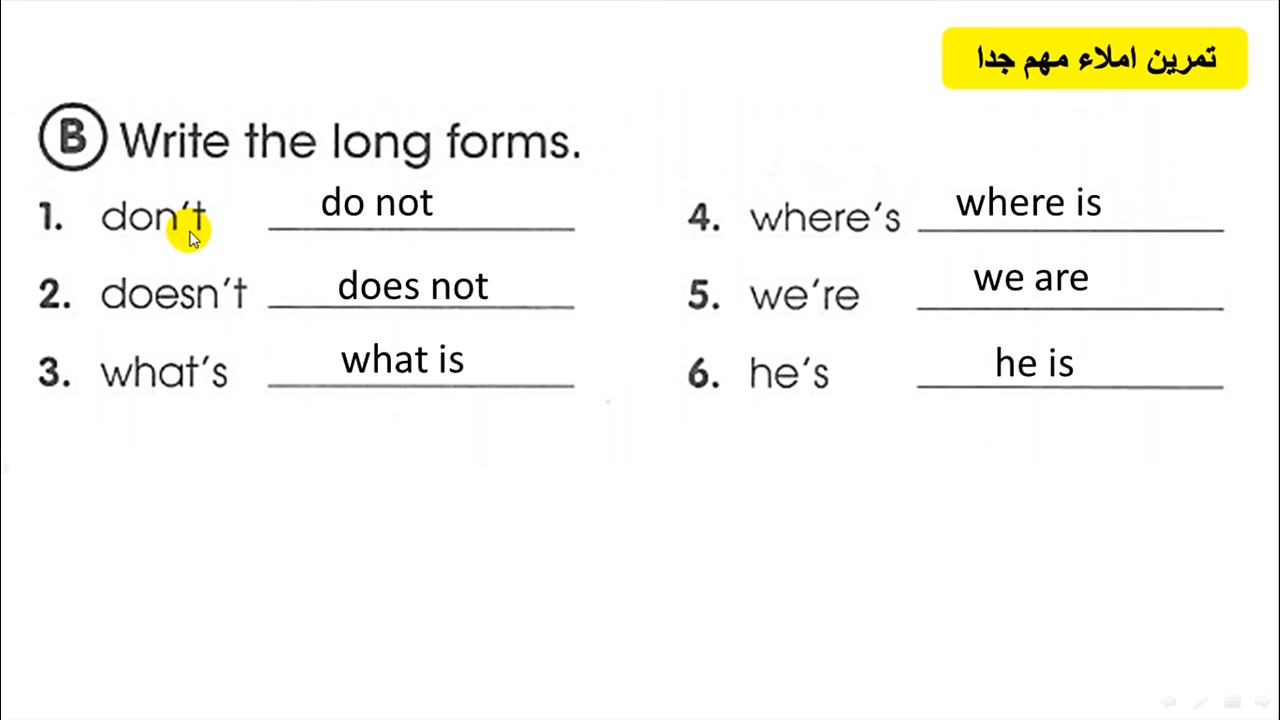 تمرين املاء مهم جدا
B Write the long forms.
1. don't do not
2. doesn't does not
3. what's what is
4. where's where is
5. we're we are
6. he's he is